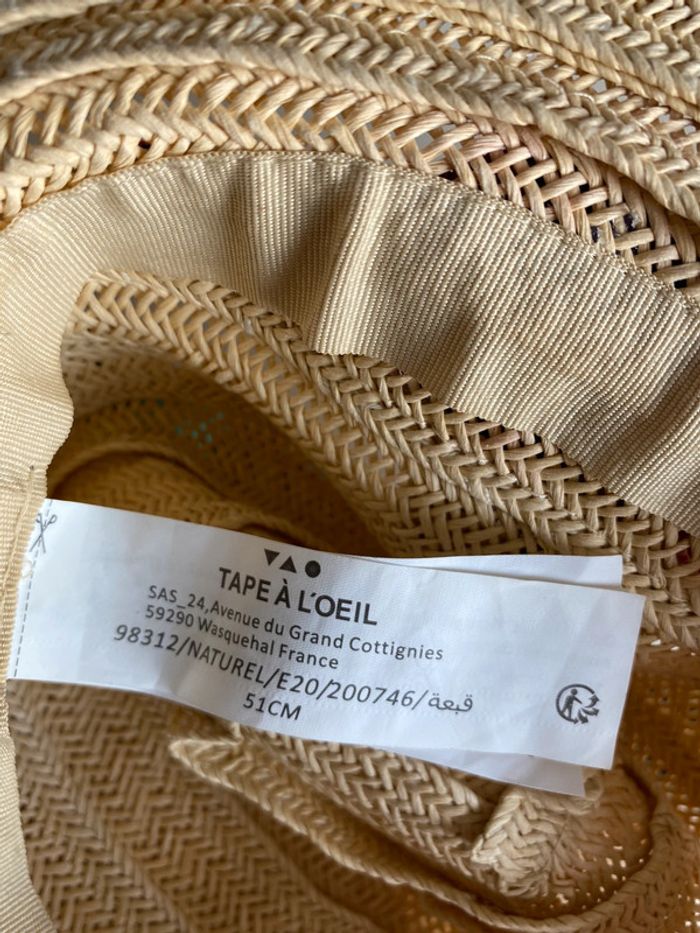 TAPE À L'OEIL
SAS_24,Avenue du Grand Cottignies
59290 Wasquehal France
98312/NATUREL/E20/200746/قبعة
51CM